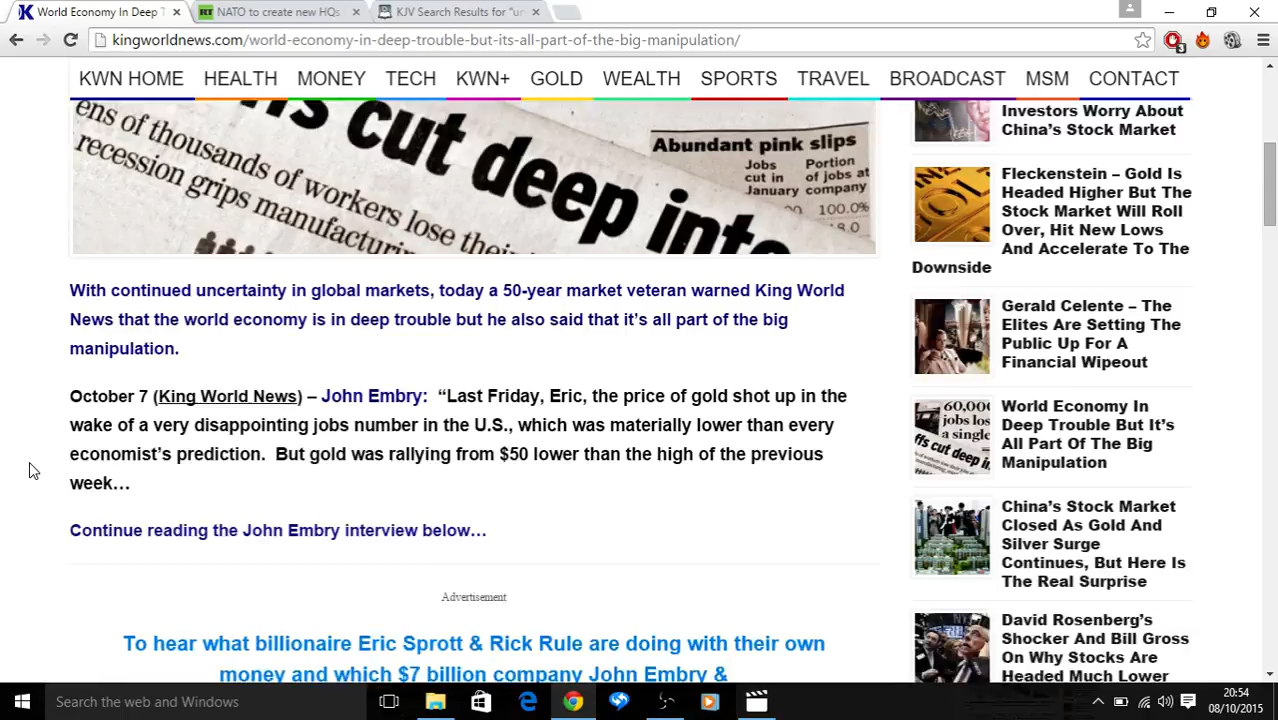 World Economy In Deep T
NATO to create new HQs
KJV Search Results for "ur
kingworldnews.com/world-economy-in-deep-trouble-but-its-all-part-of-the-big-manipulation/
3
KWN HOME HEALTH MONEY TECH KWN+ GOLD WEALTH SPORTS TRAVEL BROADCAST MSM CONTACT
ffs cut deep into
ens of thousands of workers lose their
recession grips manufacturin
Abundant pink slips
Jobs Portion
cut in of jobs at
January company
100.0%
With continued uncertainty in global markets, today a 50-year market veteran warned King World
News that the world economy is in deep trouble but he also said that it’s all part of the big
manipulation.
October 7 (King World News) – John Embry: “Last Friday, Eric, the price of gold shot up in the
wake of a very disappointing jobs number in the U.S., which was materially lower than every
economist’s prediction. But gold was rallying from $50 lower than the high of the previous
week…
Continue reading the John Embry interview below…
Advertisement
To hear what billionaire Eric Sprott & Rick Rule are doing with their own
money and which $7 billion company John Embry &
Investors Worry About
China’s Stock Market
Fleckenstein – Gold Is
Headed Higher But The
Stock Market Will Roll
Over, Hit New Lows
And Accelerate To The
Downside
Gerald Celente – The
Elites Are Setting The
Public Up For A
Financial Wipeout
60,000
jobs los
a single
ffs cut deep in
World Economy In
Deep Trouble But It’s
All Part Of The Big
Manipulation
China’s Stock Market
Closed As Gold And
Silver Surge
Continues, But Here Is
The Real Surprise
David Rosenberg’s
Shocker And Bill Gross
On Why Stocks Are
Headed Much Lower
Search the web and Windows
20:54
08/10/2015